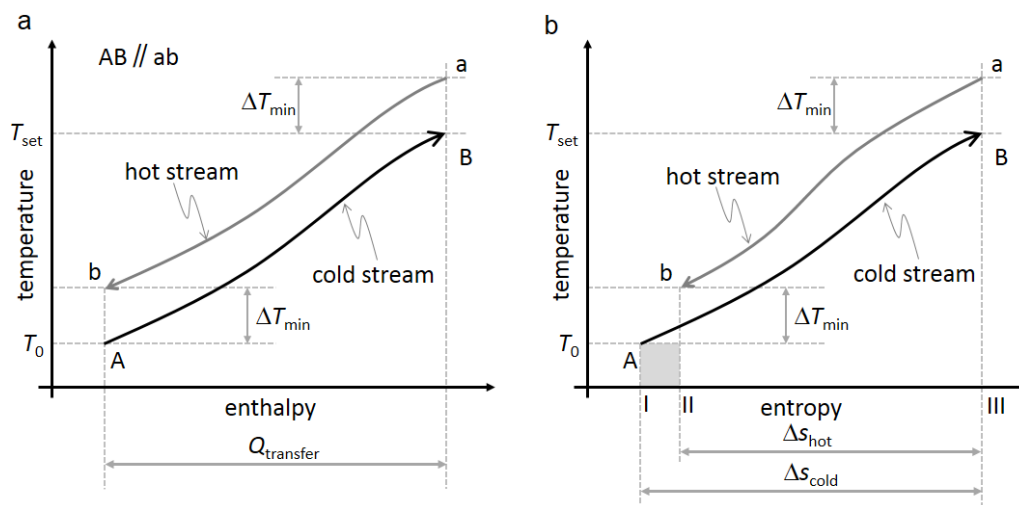 a
AB // ab
a
ΔTmin
Tset
B
hot stream
temperature
cold stream
b
ΔTmin
T0
A
enthalpy
Qtransfer
b
a
ΔTmin
Tset
B
hot stream
temperature
cold stream
b
ΔTmin
T0
A
I
II
entropy
III
Δshot
Δscold